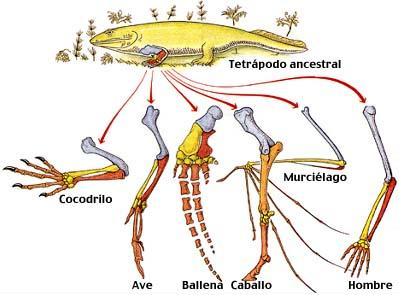 Tetrápodo ancestral
Cocodrilo
Murciélago
Ave
Ballena
Caballo
Hombre